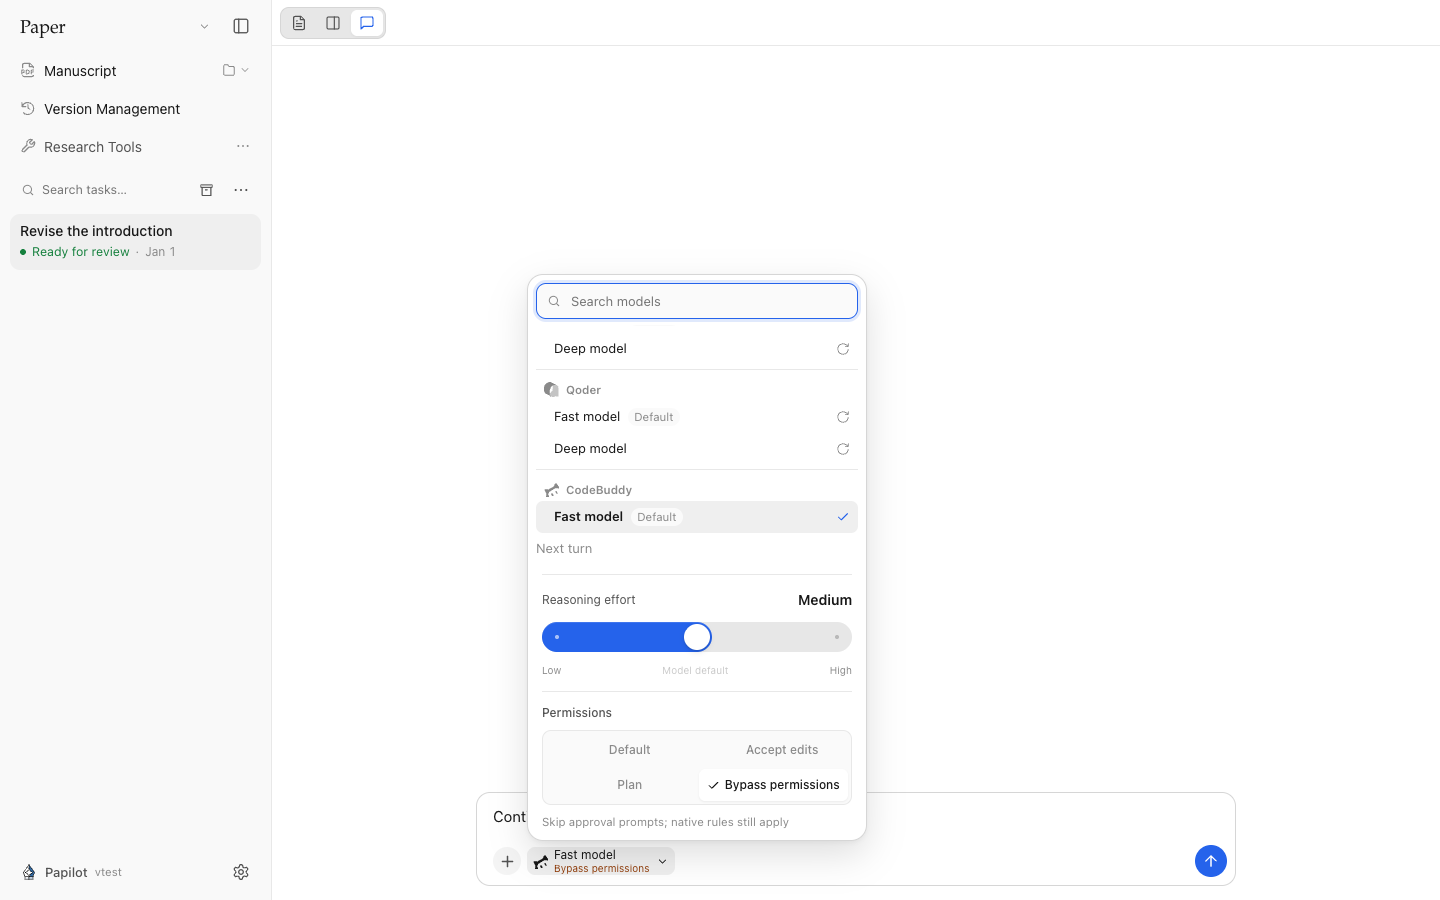 Paper
Manuscript
PDF
Version Management
Research Tools
Search tasks...
Revise the introduction
Ready for review · Jan 1
Search models
Deep model
Qoder
Fast model Default
Deep model
CodeBuddy
Fast model Default
Next turn
Reasoning effort Medium
Low Model default High
Permissions
Default Accept edits
Plan Bypass permissions
Skip approval prompts; native rules still apply
Cont
Fast model
Bypass permissions
Papilot vtest